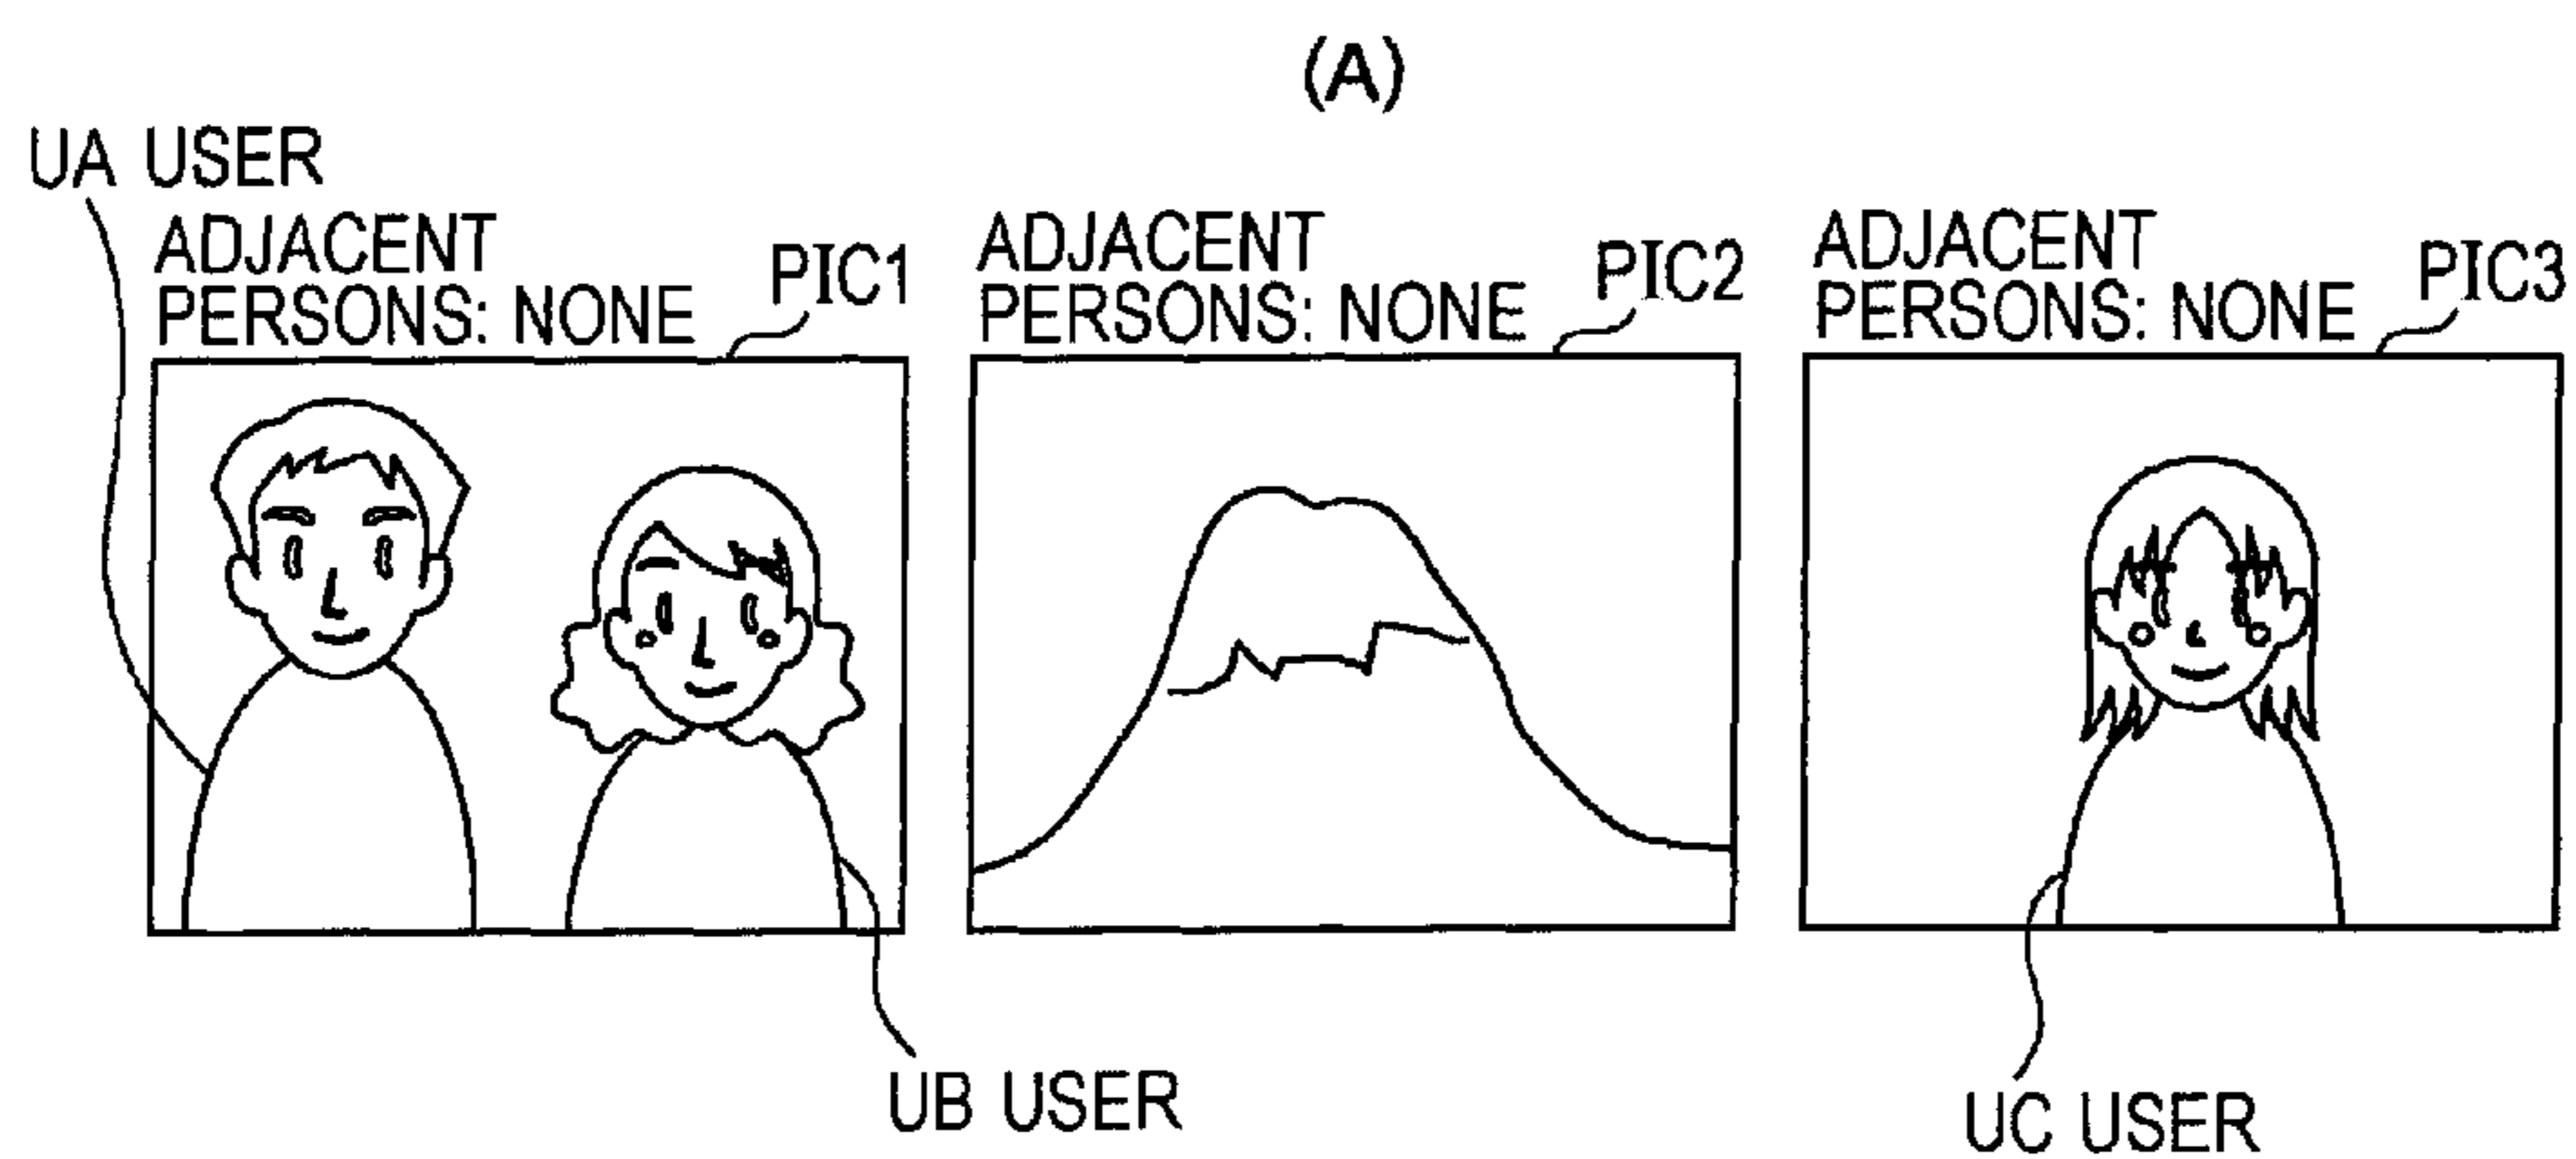 (A)
UA USER
ADJACENT
PERSONS: NONE
PIC1
ADJACENT
PERSONS: NONE
PIC2
ADJACENT
PERSONS: NONE
PIC3
UB USER
UC USER